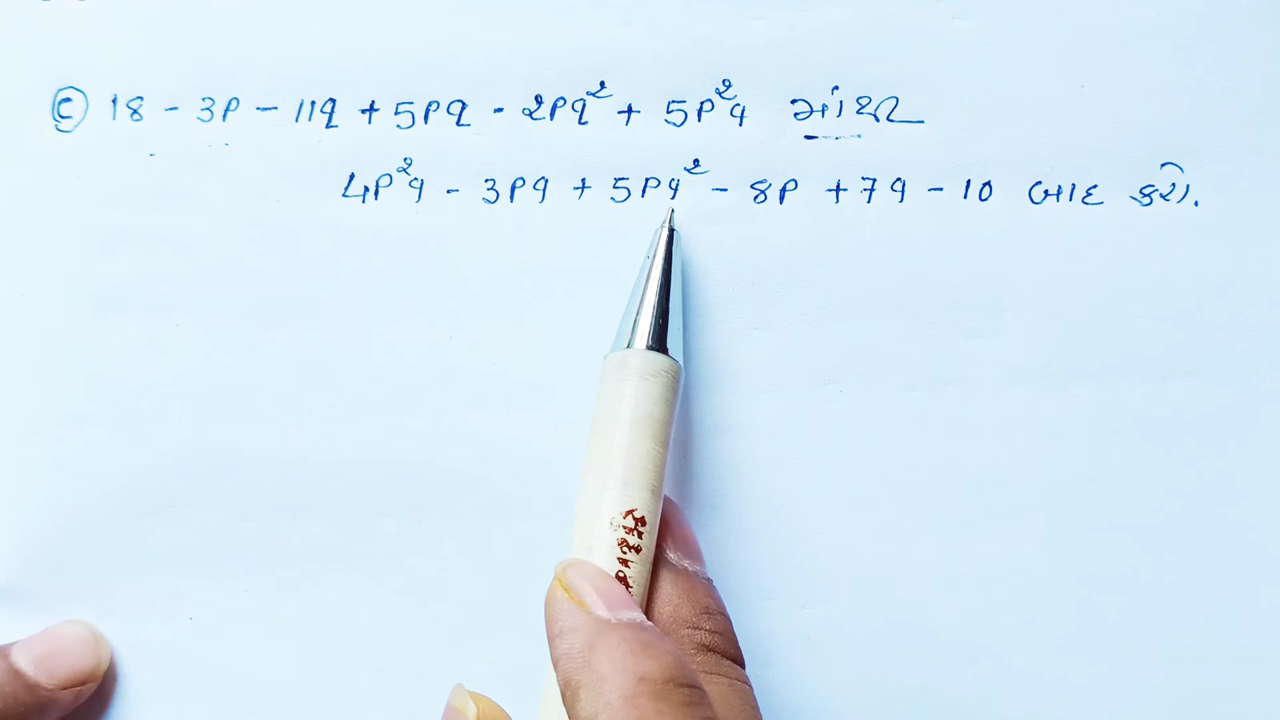 ⓒ 18 - 3p - 11q + 5pq - 2pq² + 5p²q માંથી
4p²q - 3pq + 5pq² - 8p + 7q - 10 બાદ કરો.